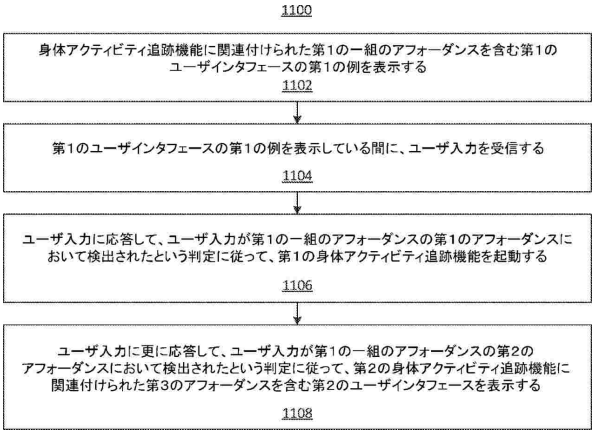 1100
身体アクティビティ追跡機能に関連付けられた第1の一組のアフォーダンスを含む第1の
ユーザインタフェースの第1の例を表示する
1102
第1のユーザインタフェースの第1の例を表示している間に、ユーザ入力を受信する
1104
ユーザ入力に応答して、ユーザ入力が第1の一組のアフォーダンスの第1のアフォーダンスに
おいて検出されたという判定に従って、第1の身体アクティビティ追跡機能を起動する
1106
ユーザ入力に更に応答して、ユーザ入力が第1の一組のアフォーダンスの第2の
アフォーダンスにおいて検出されたという判定に従って、第2の身体アクティビティ追跡機能に
関連付けられた第3のアフォーダンスを含む第2のユーザインタフェースを表示する
1108